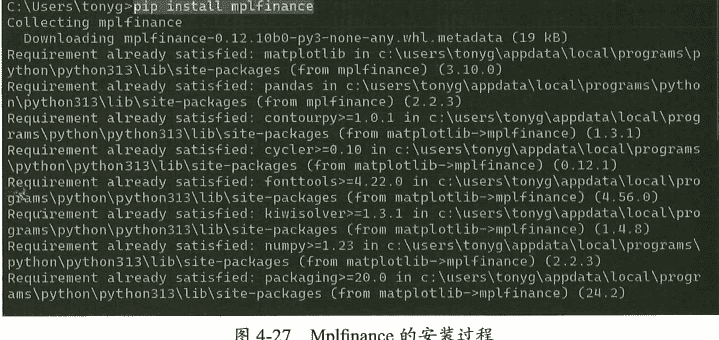 C:\Users\tonyg>pip install mplfinance
Collecting mplfinance
  Downloading mplfinance-0.12.10b0-py3-none-any.whl.metadata (19 kB)
Requirement already satisfied: matplotlib in c:\users\tonyg\appdata\local\programs\p
ython\python313\lib\site-packages (from mplfinance) (3.10.0)
Requirement already satisfied: pandas in c:\users\tonyg\appdata\local\programs\pytho
n\python313\lib\site-packages (from mplfinance) (2.2.3)
Requirement already satisfied: contourpy>=1.0.1 in c:\users\tonyg\appdata\local\prog
rams\python\python313\lib\site-packages (from matplotlib->mplfinance) (1.3.1)
Requirement already satisfied: cycler>=0.10 in c:\users\tonyg\appdata\local\programs
\python\python313\lib\site-packages (from matplotlib->mplfinance) (0.12.1)
Requirement already satisfied: fonttools>=4.22.0 in c:\users\tonyg\appdata\local\pro
grams\python\python313\lib\site-packages (from matplotlib->mplfinance) (4.56.0)
Requirement already satisfied: kiwisolver>=1.3.1 in c:\users\tonyg\appdata\local\pro
grams\python\python313\lib\site-packages (from matplotlib->mplfinance) (1.4.8)
Requirement already satisfied: numpy>=1.23 in c:\users\tonyg\appdata\local\programs\
python\python313\lib\site-packages (from matplotlib->mplfinance) (2.2.3)
Requirement already satisfied: packaging>=20.0 in c:\users\tonyg\appdata\local\progr
ams\python\python313\lib\site-packages (from matplotlib->mplfinance) (24.2)
图 4-27 Mplfinance 的安装过程